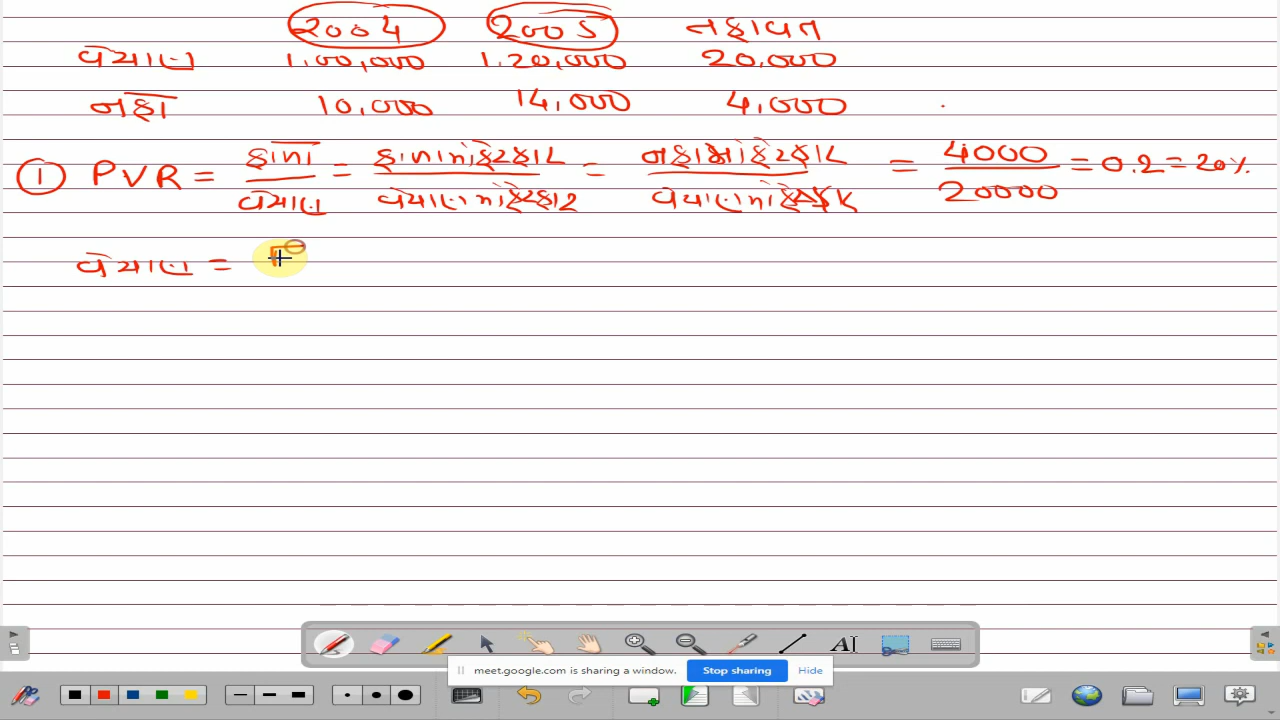 2004 2005 તફાવત
વેચાણ 1,00,000 1,20,000 20,000
નફો 10,000 14,000 4,000
① PVR = ફાળો / વેચાણ = ફાળાનો ફેરફાર / વેચાણનો ફેરફાર = નફામાં ફેરફાર / વેચાણનો ફેરફાર = 4000 / 20000 = 0.2 = 20%
વેચાણ =
meet.google.com is sharing a window. Stop sharing Hide